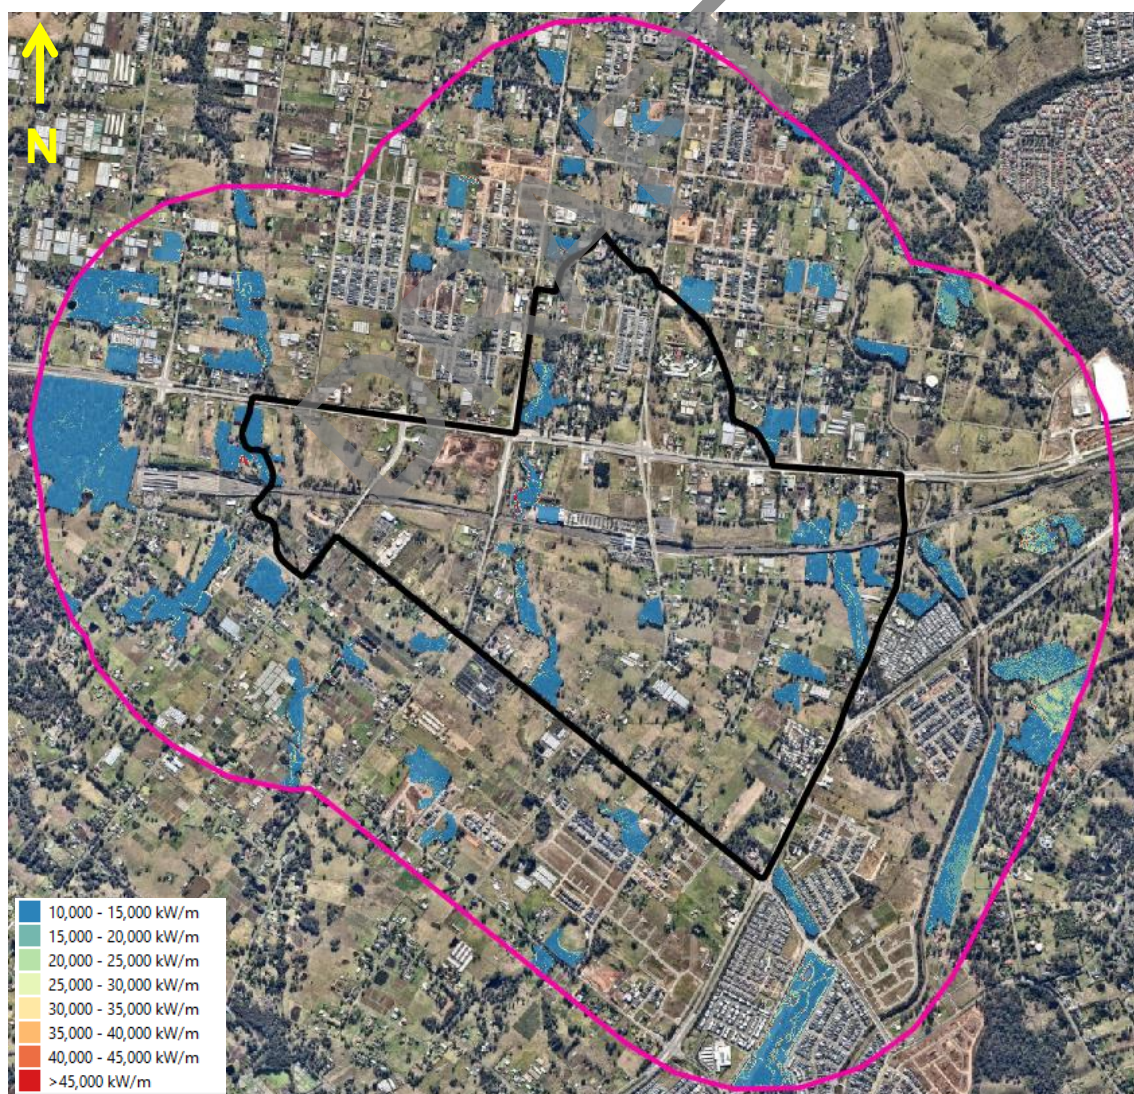 N
10,000 - 15,000 kW/m
15,000 - 20,000 kW/m
20,000 - 25,000 kW/m
25,000 - 30,000 kW/m
30,000 - 35,000 kW/m
35,000 - 40,000 kW/m
40,000 - 45,000 kW/m
>45,000 kW/m